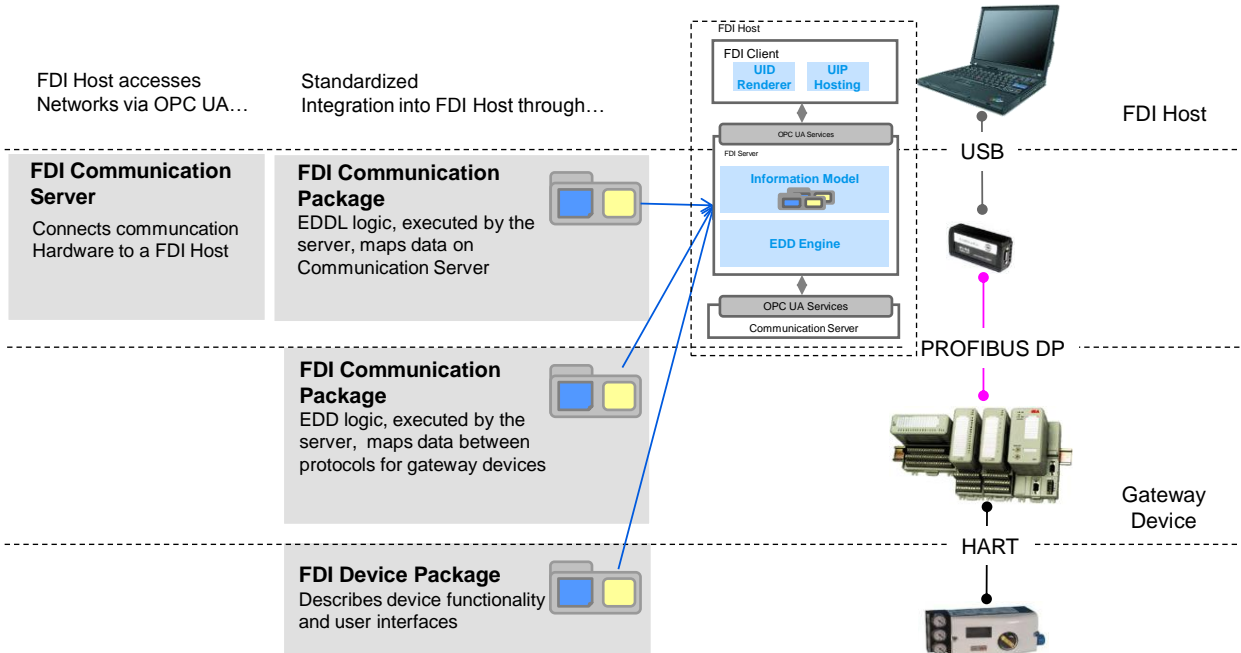 FDI Host accesses
Networks via OPC UA…
Standardized
Integration into FDI Host through…
FDI Host
FDI Client
UID
Renderer
UIP
Hosting
OPC UA Services
FDI Server
Information Model
EDD Engine
OPC UA Services
Communication Server
FDI Host
USB
PROFIBUS DP
Gateway
Device
HART
FDI Communication
Server
Connects communcation
Hardware to a FDI Host
FDI Communication
Package
EDDL logic, executed by the
server, maps data on
Communication Server
FDI Communication
Package
EDD logic, executed by the
server, maps data between
protocols for gateway devices
FDI Device Package
Describes device functionality
and user interfaces